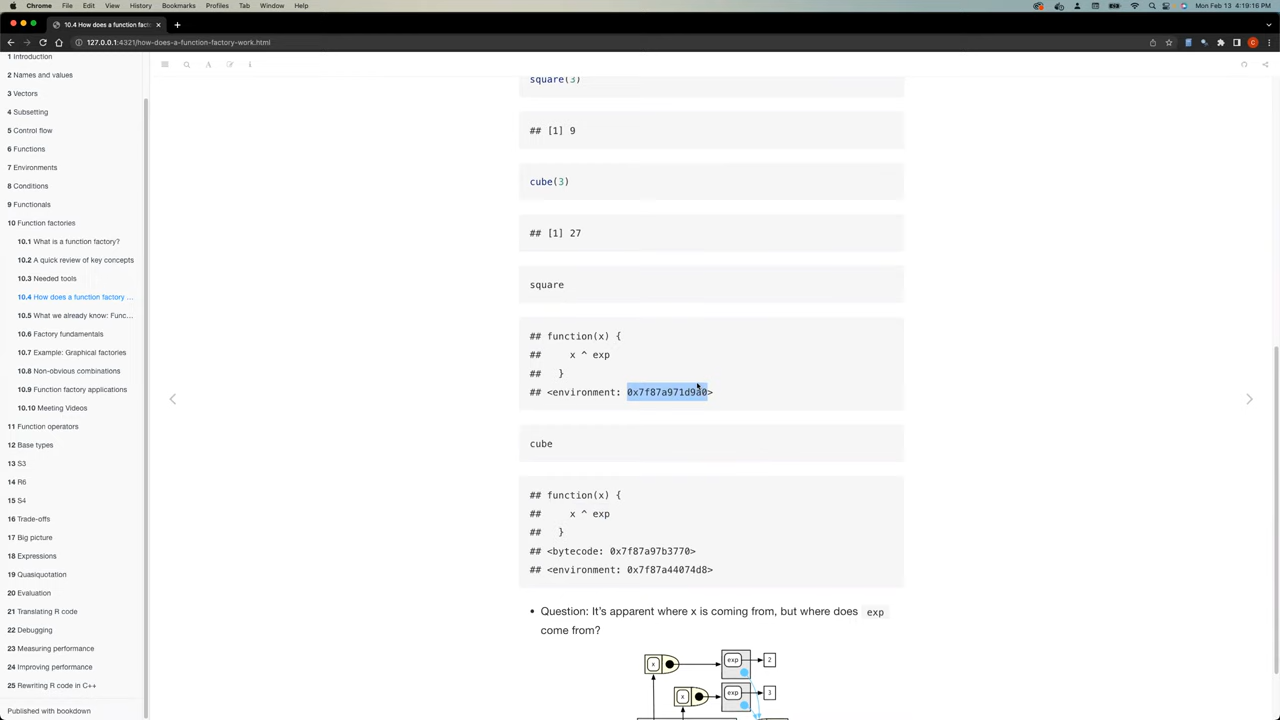 Chrome File Edit View History Bookmarks Profiles Tab Window Help Mon Feb 13 4:19:16 PM
10.4 How does a function fact
127.0.0.1:4321/how-does-a-function-factory-work.html
1 Introduction
2 Names and values
3 Vectors
4 Subsetting
5 Control flow
6 Functions
7 Environments
8 Conditions
9 Functionals
10 Function factories
10.1 What is a function factory?
10.2 A quick review of key concepts
10.3 Needed tools
10.4 How does a function factory ...
10.5 What we already know: Func...
10.6 Factory fundamentals
10.7 Example: Graphical factories
10.8 Non-obvious combinations
10.9 Function factory applications
10.10 Meeting Videos
11 Function operators
12 Base types
13 S3
14 R6
15 S4
16 Trade-offs
17 Big picture
18 Expressions
19 Quasiquotation
20 Evaluation
21 Translating R code
22 Debugging
23 Measuring performance
24 Improving performance
25 Rewriting R code in C++
Published with bookdown
square(3)
## [1] 9
cube(3)
## [1] 27
square
## function(x) {
## x ^ exp
## }
## <environment: 0x7f87a971d9a0>
cube
## function(x) {
## x ^ exp
## }
## <bytecode: 0x7f87a97b3770>
## <environment: 0x7f87a44074d8>
• Question: It's apparent where x is coming from, but where does exp
come from?
x exp 2
x exp 3